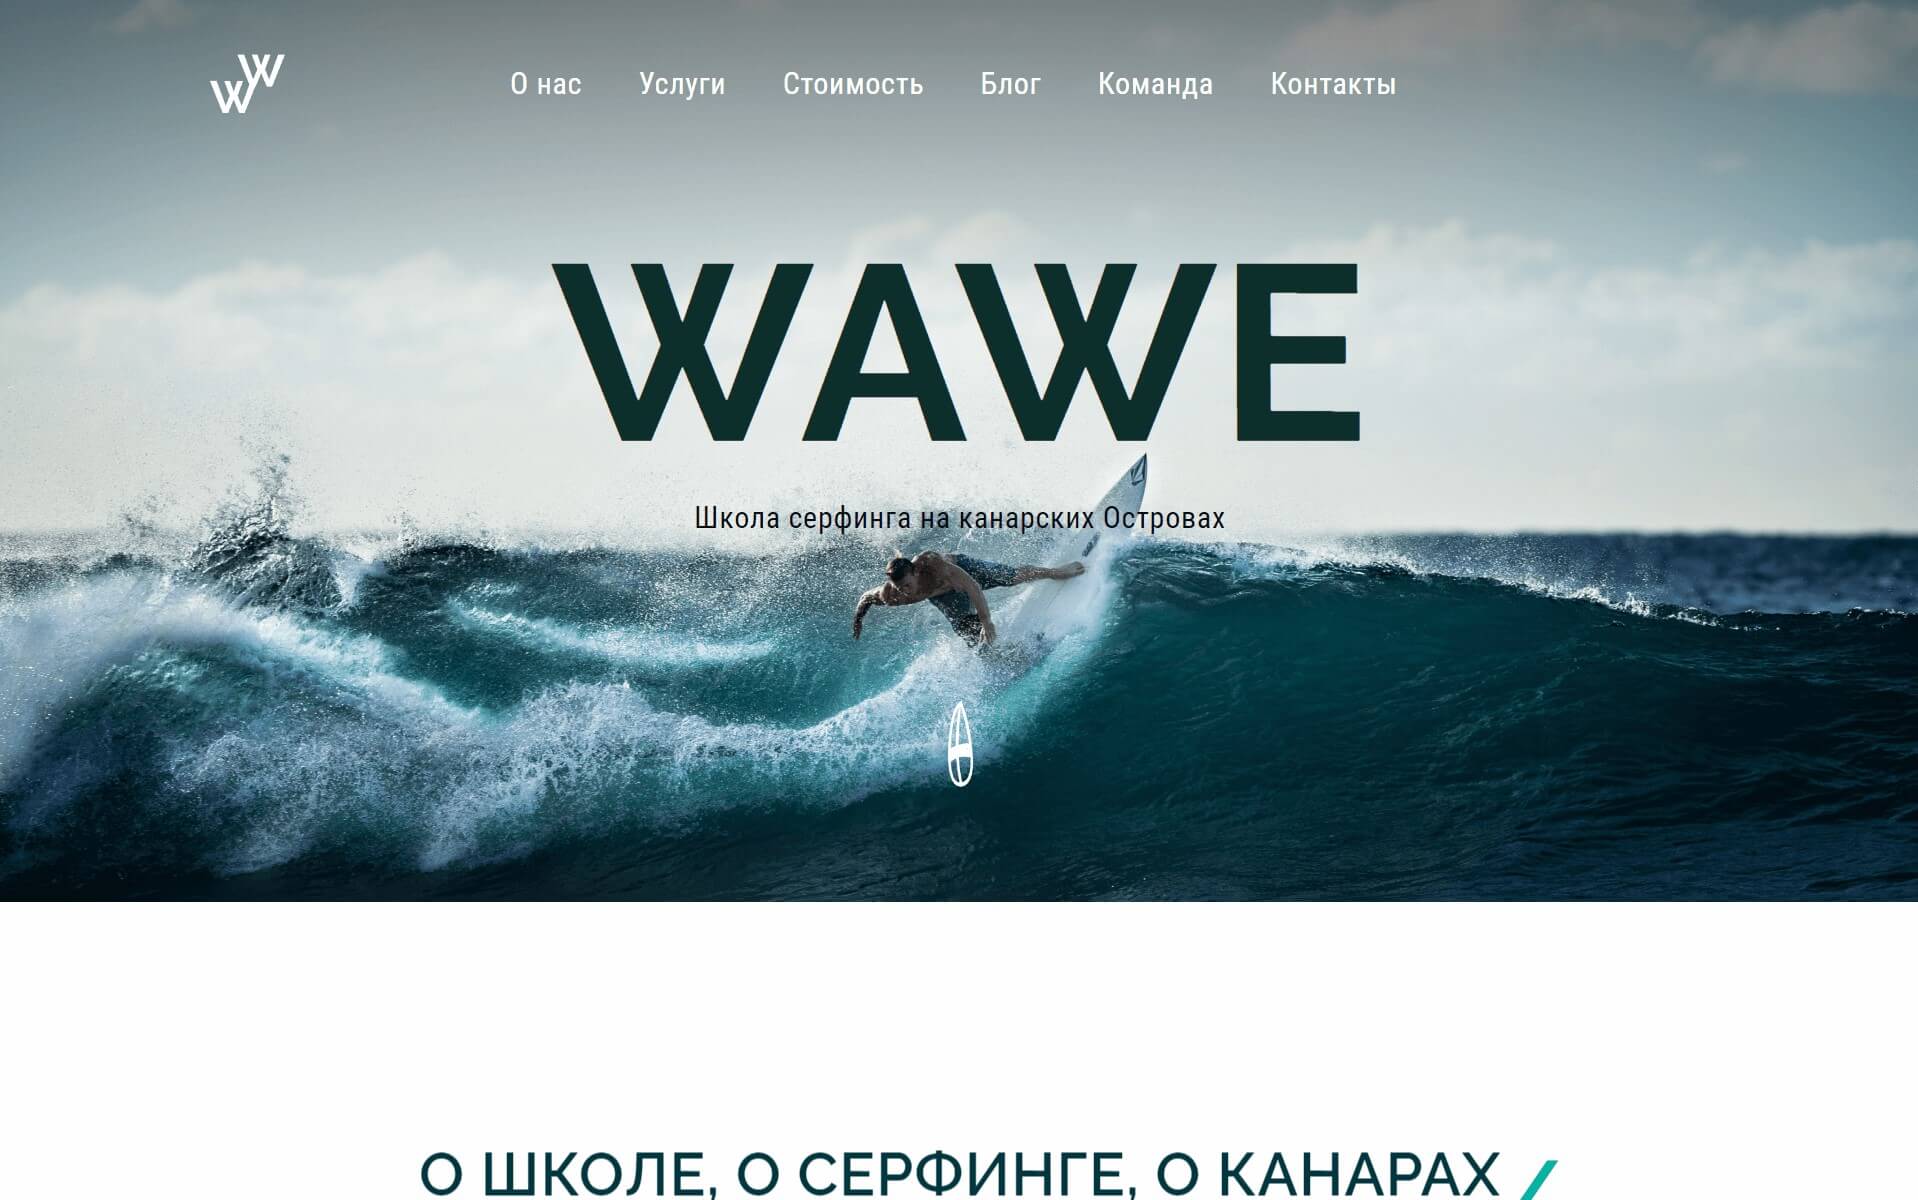 WW
О нас Услуги Стоимость Блог Команда Контакты
WAWE
Школа серфинга на канарских Островах
О ШКОЛЕ, О СЕРФИНГЕ, О КАНАРАХ